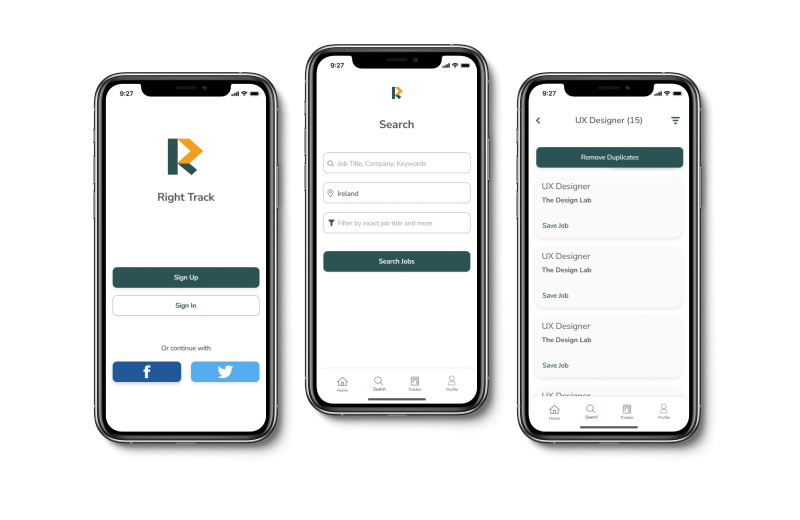 9:27
Right Track
Sign Up
Sign In
Or continue with
9:27
Search
Job Title, Company, Keywords
Ireland
Filter by exact job title and more
Search Jobs
Home Search Tracker Profile
9:27
UX Designer (15)
Remove Duplicates
UX Designer
The Design Lab
Save Job
UX Designer
The Design Lab
Save Job
UX Designer
The Design Lab
Save Job
UX Designer
Home Search Tracker Profile